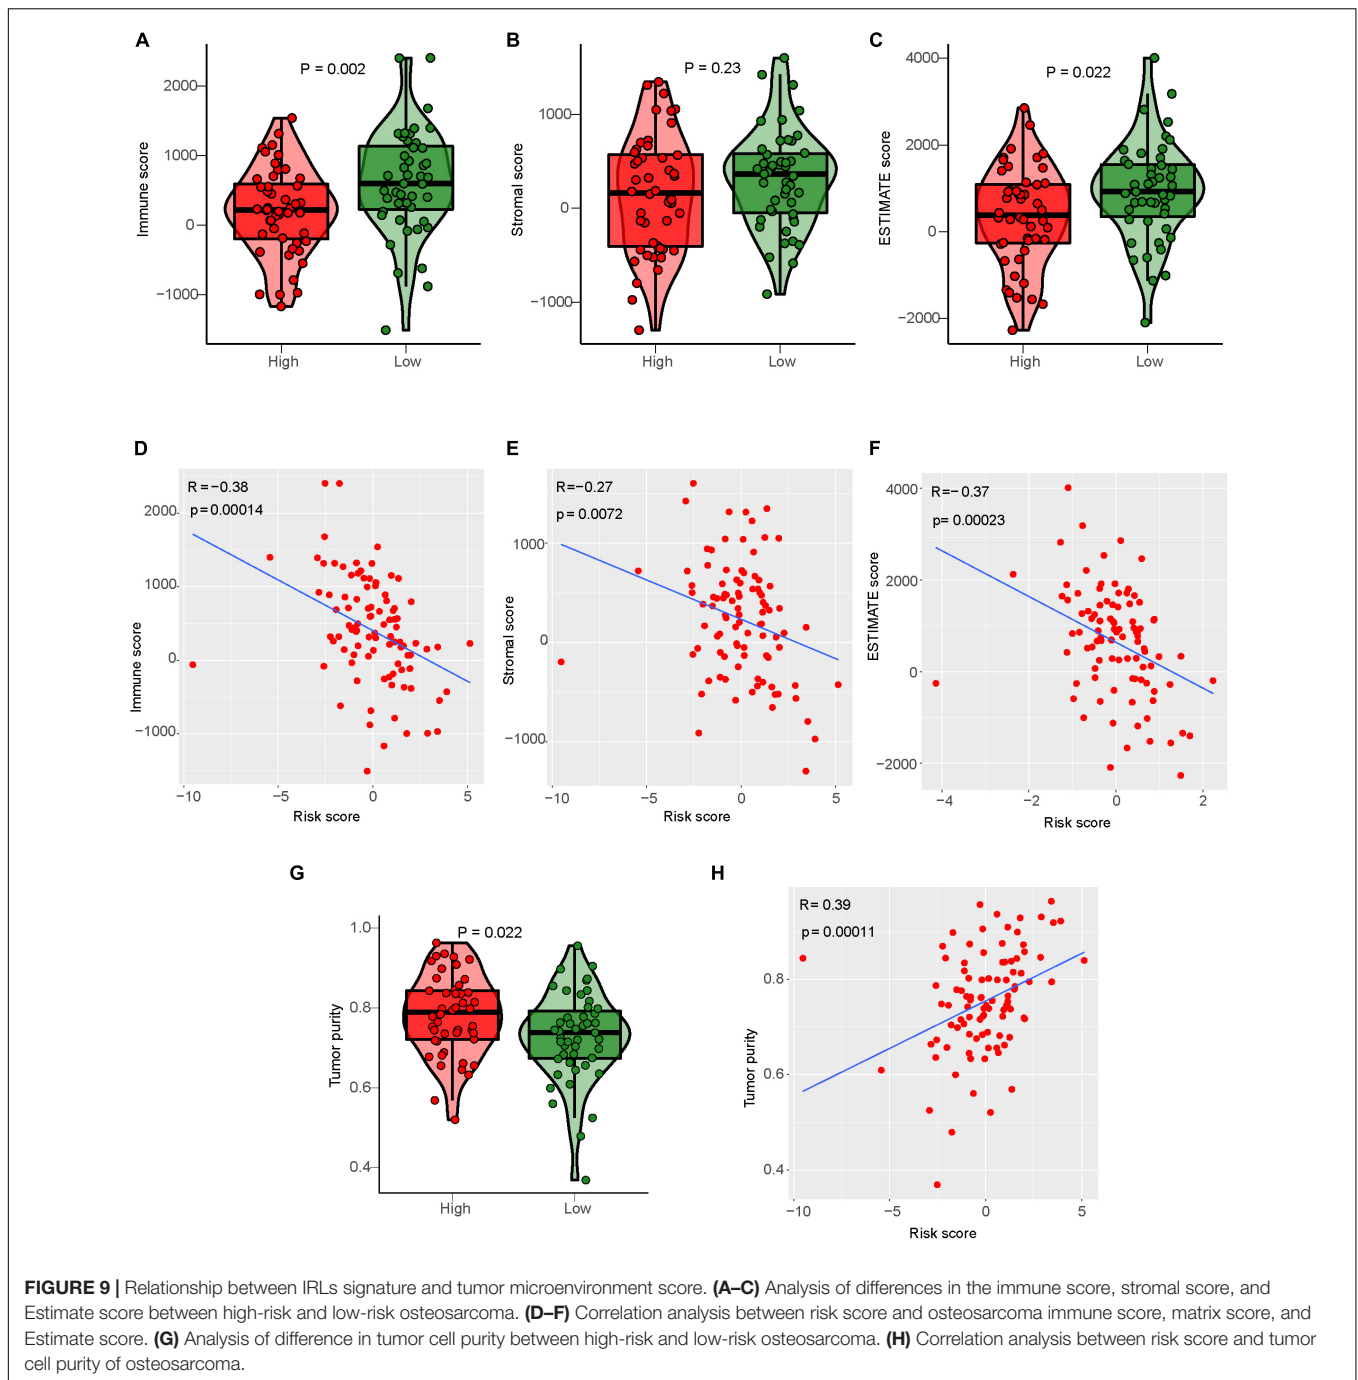 A
P = 0.002
Immune score
2000
1000
0
−1000
High
Low
B
P = 0.23
Stromal score
1000
0
−1000
High
Low
C
P = 0.022
ESTIMATE score
4000
2000
0
−2000
High
Low
D
R=−0.38
p=0.00014
Immune score
2000
1000
0
−1000
−10
−5
0
5
Risk score
E
R=−0.27
p=0.0072
Stromal score
1000
0
−1000
−10
−5
0
5
Risk score
F
R=−0.37
p= 0.00023
ESTIMATE score
4000
2000
0
−2000
−4
−2
0
2
Risk score
G
P = 0.022
Tumor purity
1.0
0.8
0.6
0.4
High
Low
H
R= 0.39
p= 0.00011
Tumor purity
0.8
0.6
0.4
−10
−5
0
5
Risk score
FIGURE 9 | Relationship between IRLs signature and tumor microenvironment score. (A–C) Analysis of differences in the immune score, stromal score, and
Estimate score between high-risk and low-risk osteosarcoma. (D–F) Correlation analysis between risk score and osteosarcoma immune score, matrix score, and
Estimate score. (G) Analysis of difference in tumor cell purity between high-risk and low-risk osteosarcoma. (H) Correlation analysis between risk score and tumor
cell purity of osteosarcoma.